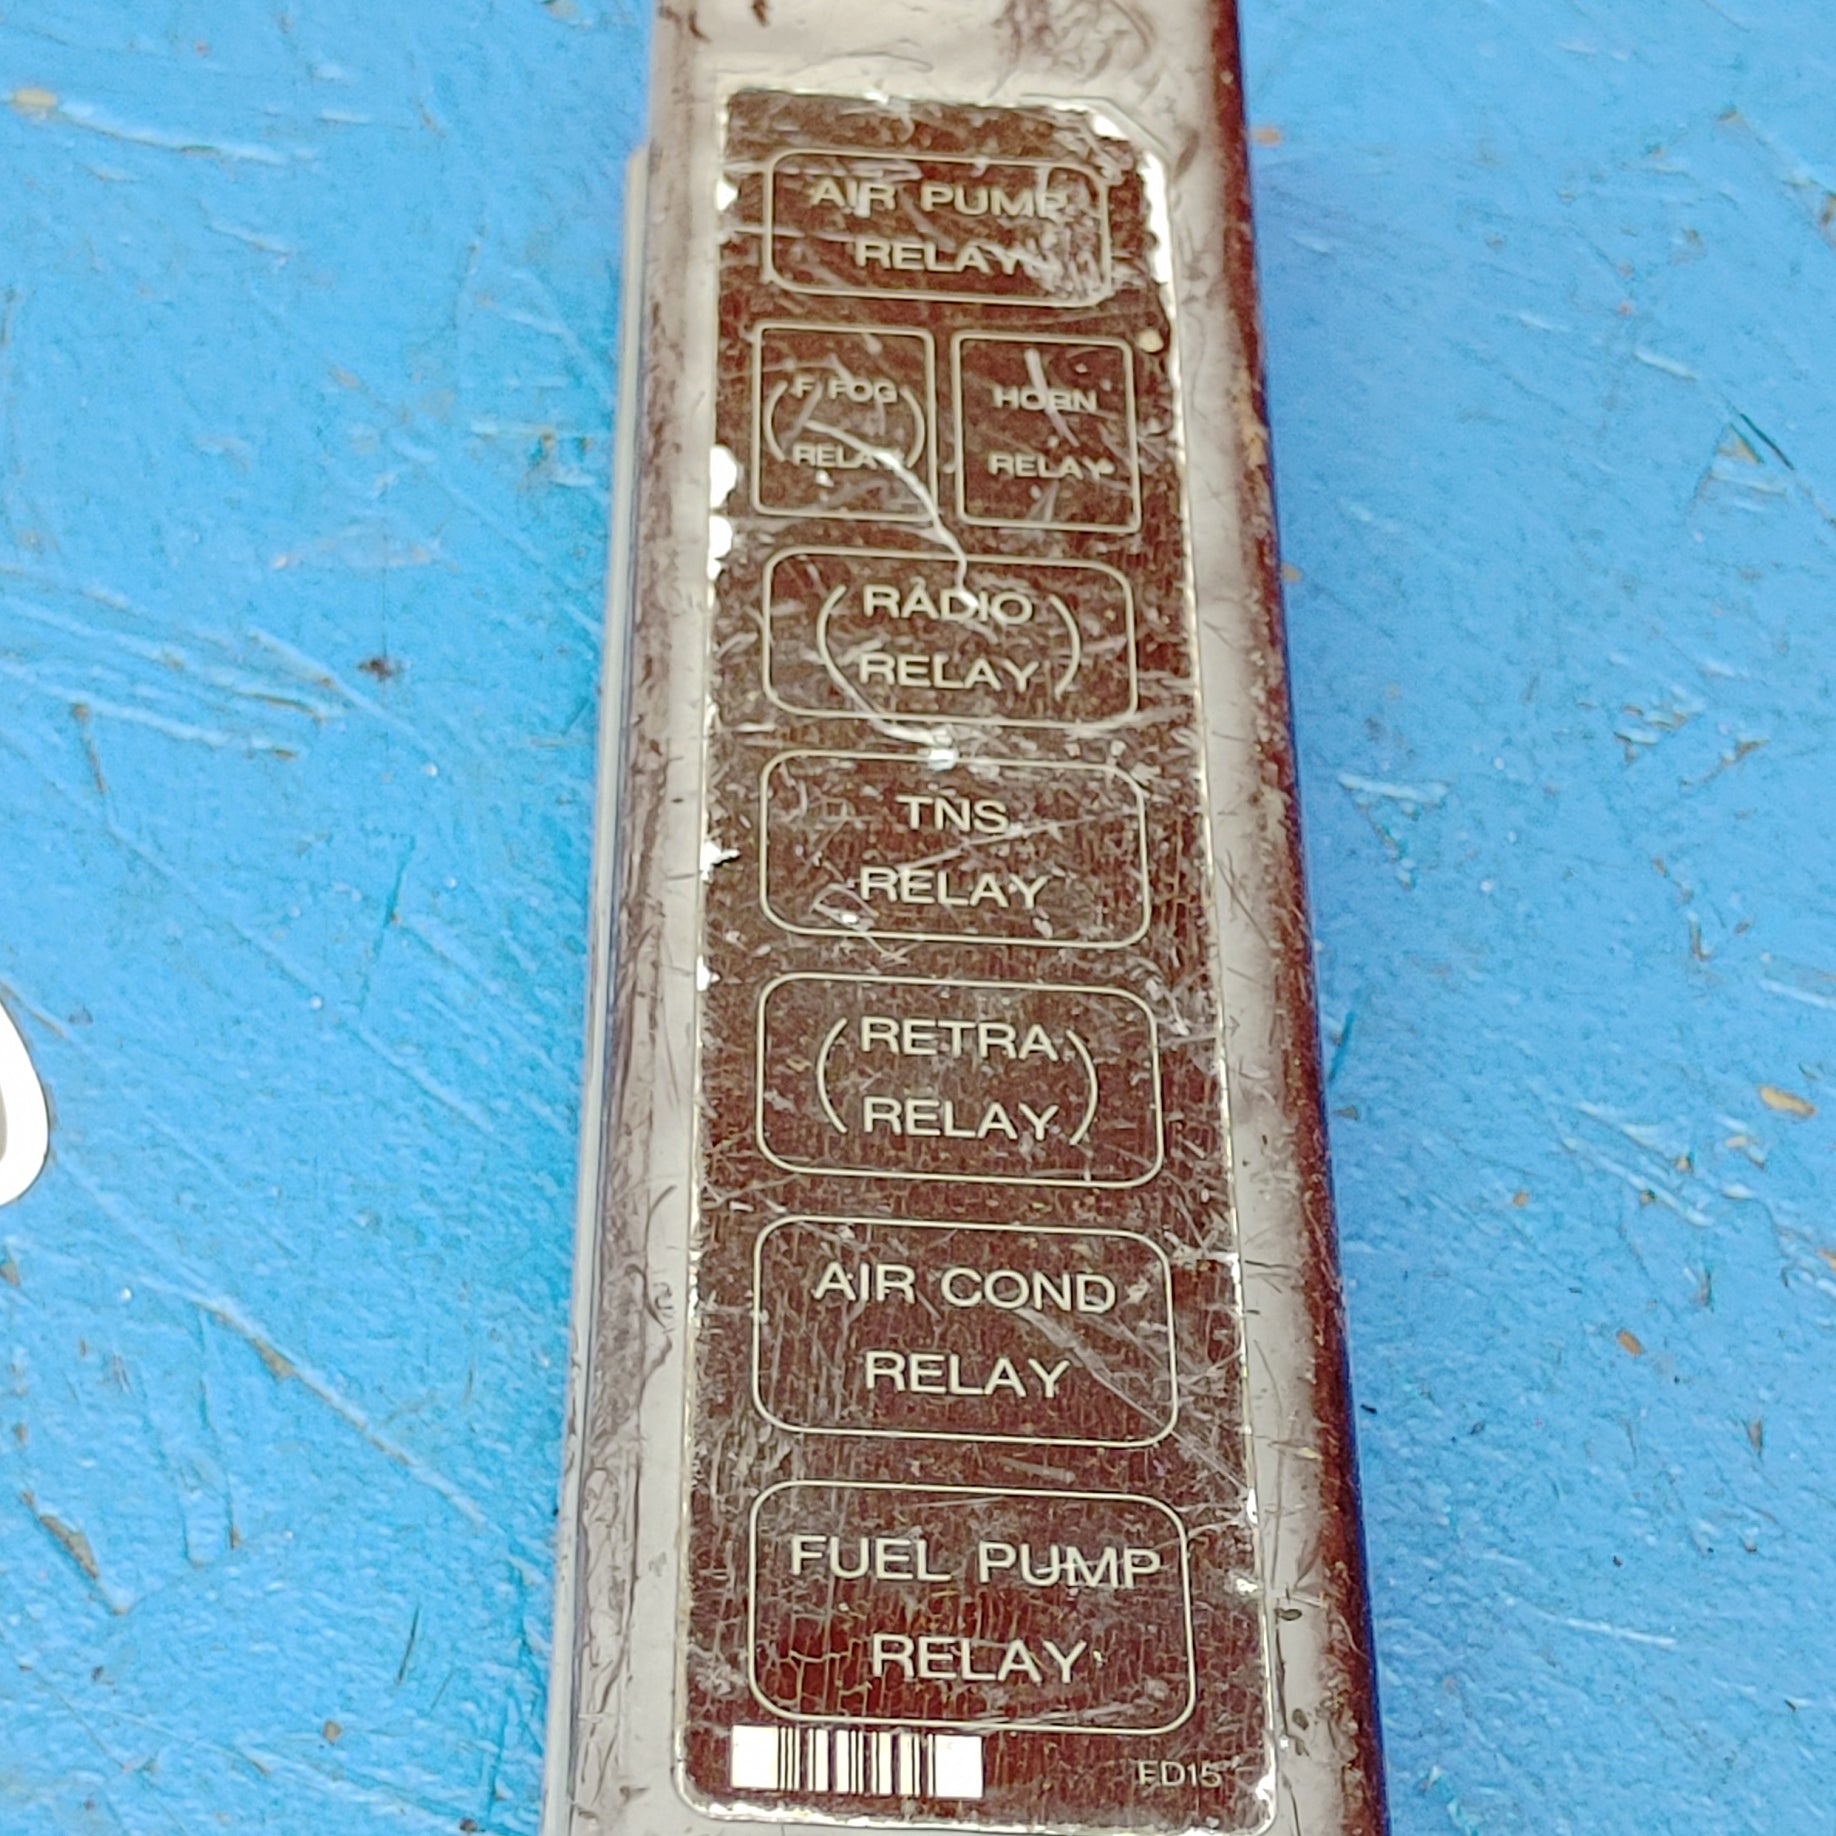 AIR PUMP
RELAY
F FOG
RELAY
HORN
RELAY
RADIO
RELAY
TNS
RELAY
RETRA
RELAY
AIR COND
RELAY
FUEL PUMP
RELAY
FD15